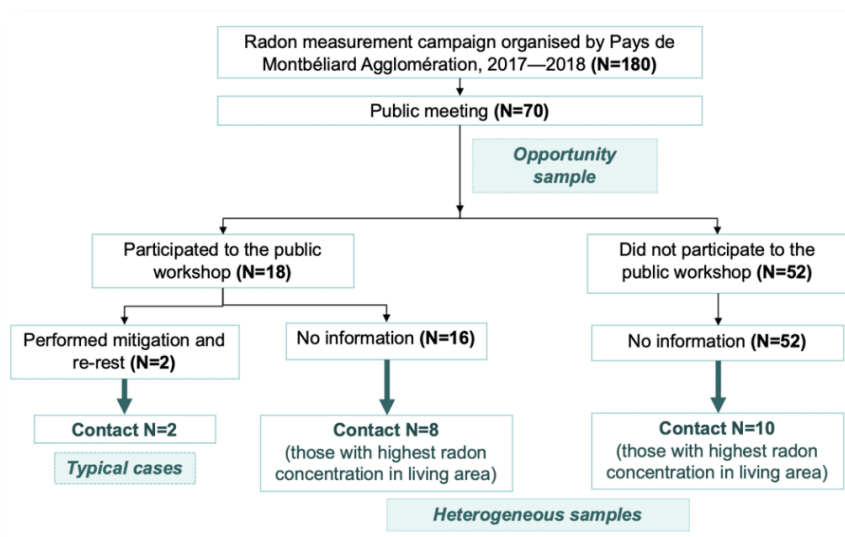 Radon measurement campaign organised by Pays de
Montbéliard Agglomération, 2017—2018 (N=180)
Public meeting (N=70)
Opportunity
sample
Participated to the public
workshop (N=18)
Did not participate to the
public workshop (N=52)
Performed mitigation and
re-rest (N=2)
No information (N=16)
No information (N=52)
Contact N=2
Typical cases
Contact N=8
(those with highest radon
concentration in living area)
Contact N=10
(those with highest radon
concentration in living area)
Heterogeneous samples